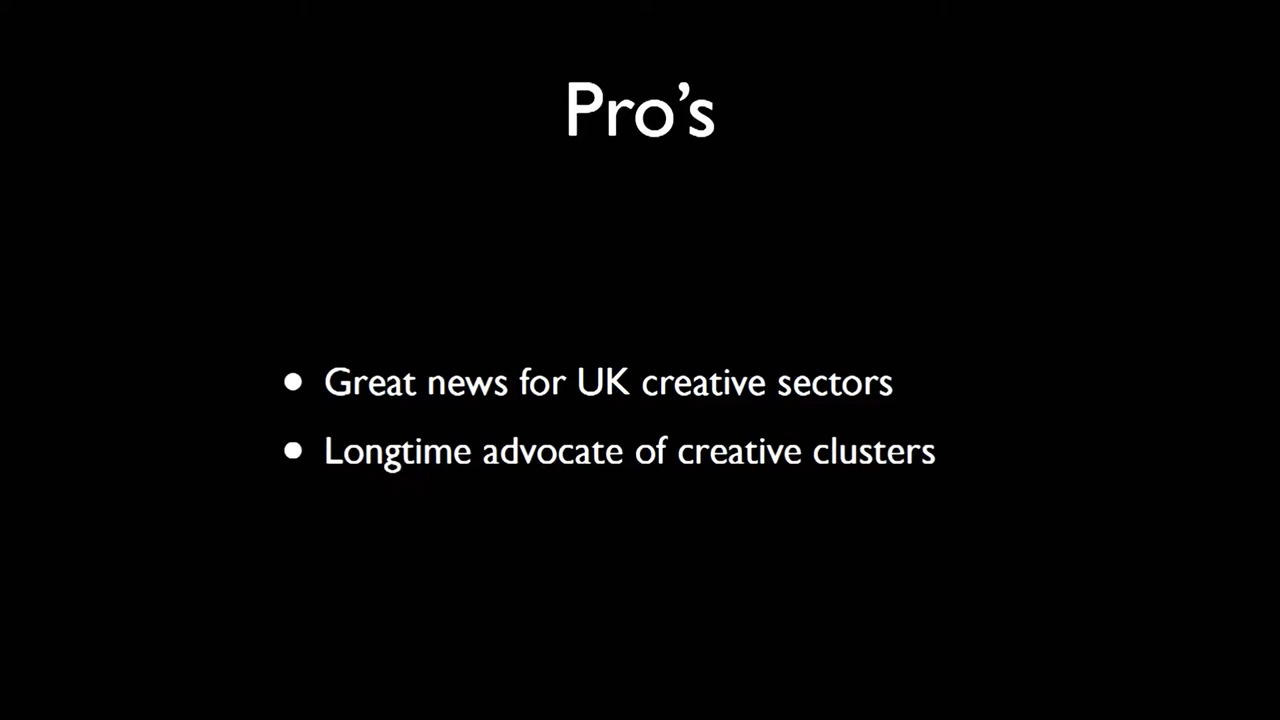 Pro’s
• Great news for UK creative sectors
• Longtime advocate of creative clusters